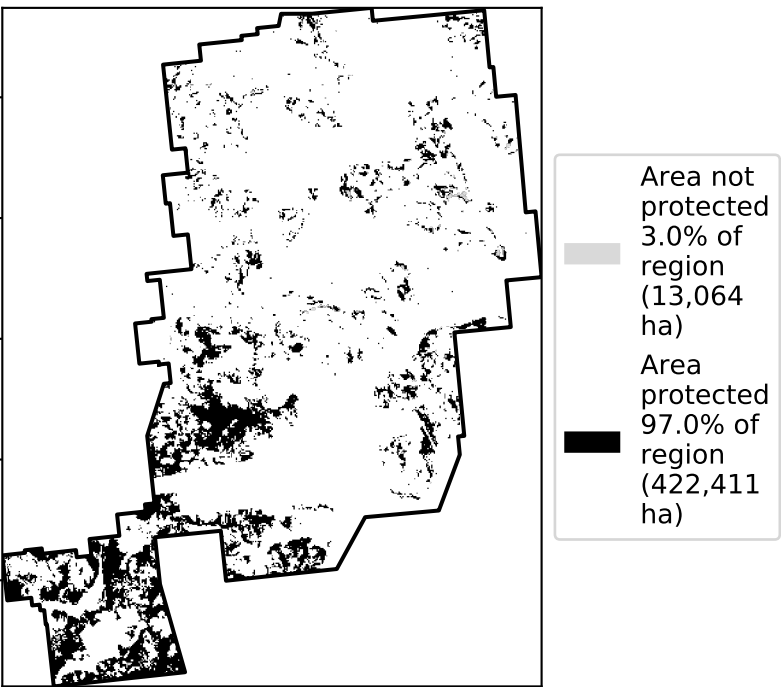 Area not
protected
3.0% of
region
(13,064
ha)
Area
protected
97.0% of
region
(422,411
ha)